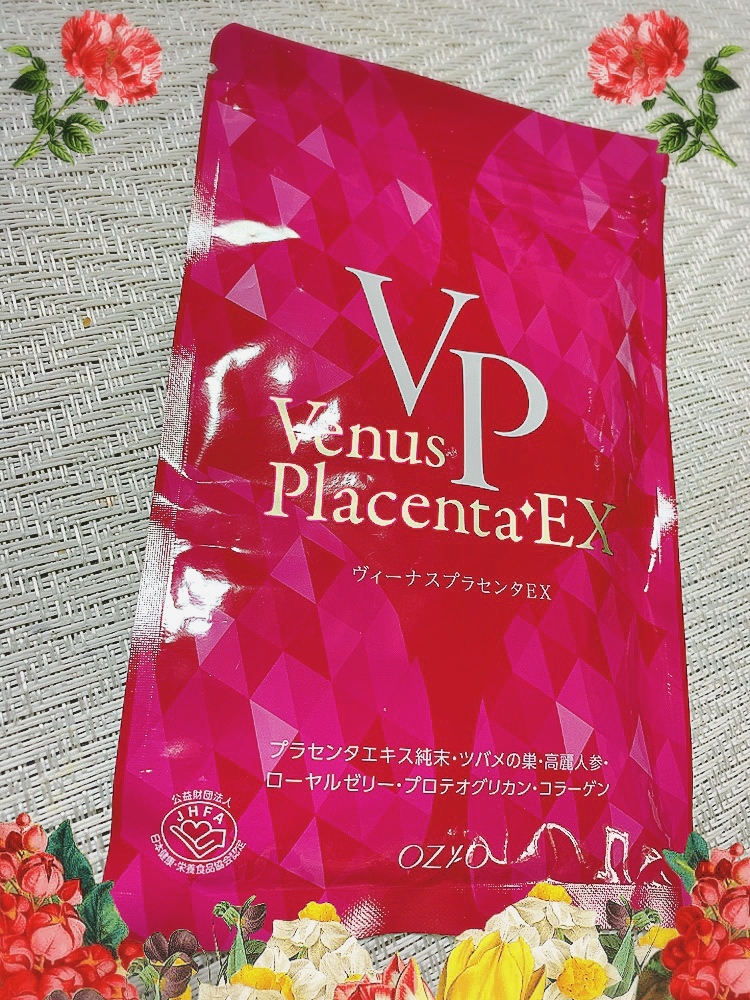 VP
Venus
Placenta✦EX
ヴィーナスプラセンタEX
プラセンタエキス純末・ツバメの巣・高麗人参・
ローヤルゼリー・プロテオグリカン・コラーゲン
公益財団法人
JHFA
日本健康・栄養食品協会認定
OZIO